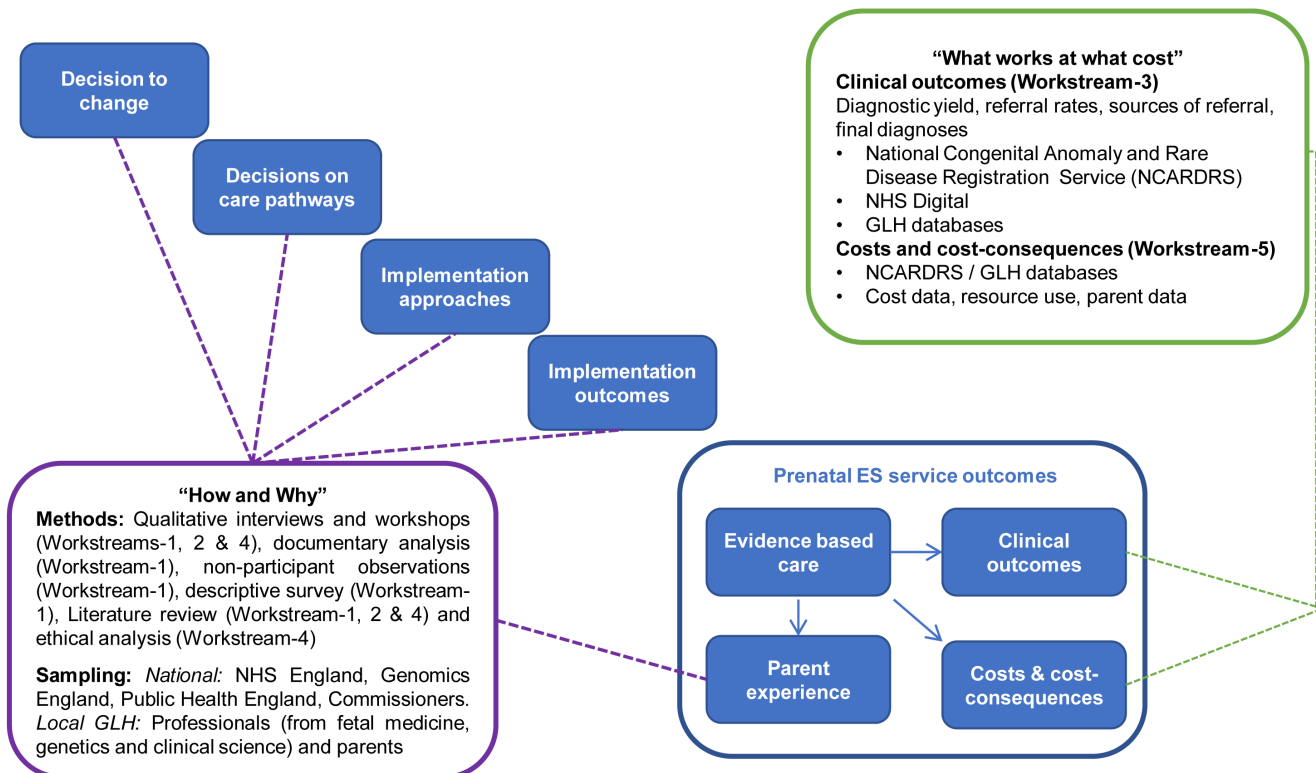 Decision to
change
Decisions on
care pathways
Implementation
approaches
Implementation
outcomes
“What works at what cost”
Clinical outcomes (Workstream-3)
Diagnostic yield, referral rates, sources of referral,
final diagnoses
• National Congenital Anomaly and Rare
Disease Registration Service (NCARDRS)
• NHS Digital
• GLH databases
Costs and cost-consequences (Workstream-5)
• NCARDRS / GLH databases
• Cost data, resource use, parent data
“How and Why”
Methods: Qualitative interviews and workshops
(Workstreams-1, 2 & 4), documentary analysis
(Workstream-1), non-participant observations
(Workstream-1), descriptive survey (Workstream-
1), Literature review (Workstream-1, 2 & 4) and
ethical analysis (Workstream-4)
Sampling: National: NHS England, Genomics
England, Public Health England, Commissioners.
Local GLH: Professionals (from fetal medicine,
genetics and clinical science) and parents
Prenatal ES service outcomes
Evidence based
care
Clinical
outcomes
Parent
experience
Costs & cost-
consequences